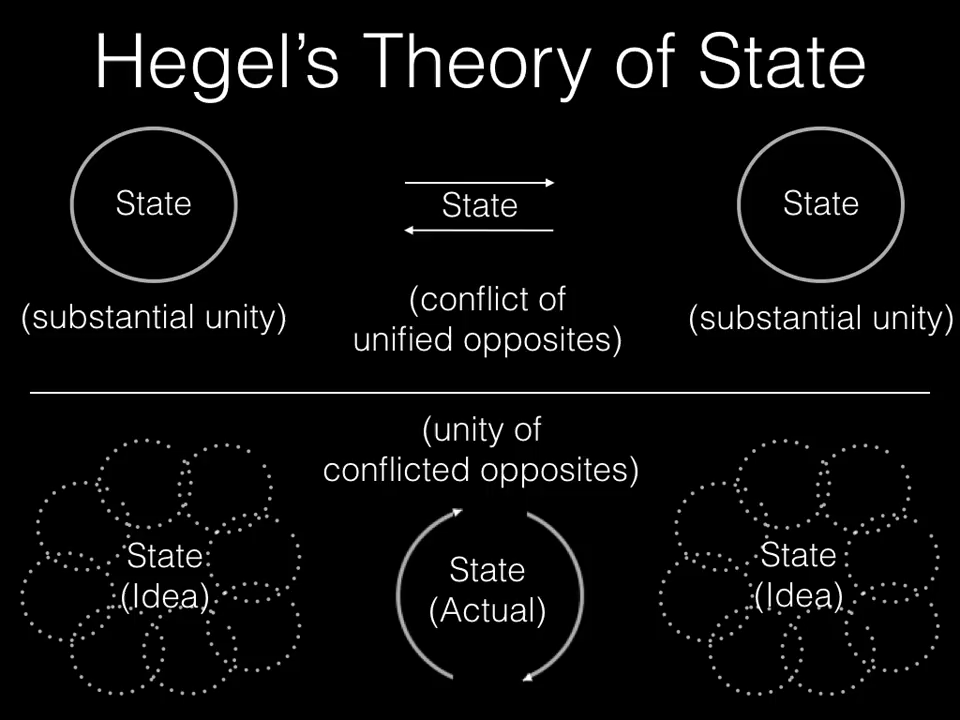 Hegel’s Theory of State
State
State
State
(substantial unity)
(conflict of
unified opposites)
(substantial unity)
(unity of
conflicted opposites)
State
(Idea)
State
(Actual)
State
(Idea)